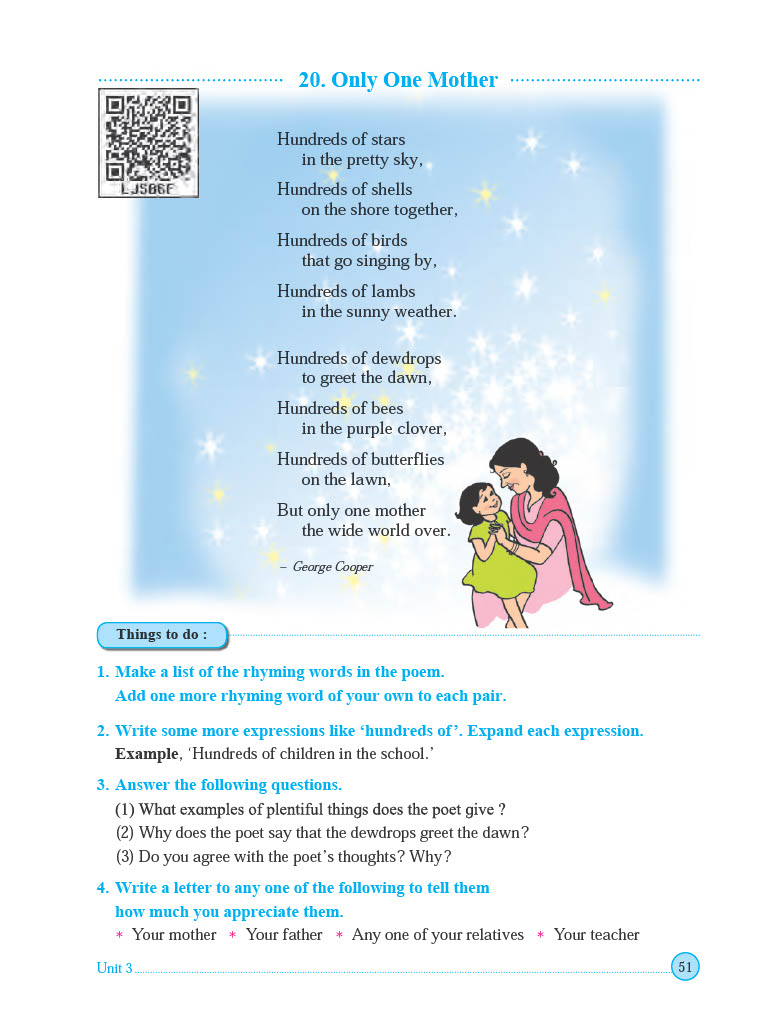 20. Only One Mother
LJ5B6F
Hundreds of stars
in the pretty sky,
Hundreds of shells
on the shore together,
Hundreds of birds
that go singing by,
Hundreds of lambs
in the sunny weather.
Hundreds of dewdrops
to greet the dawn,
Hundreds of bees
in the purple clover,
Hundreds of butterflies
on the lawn,
But only one mother
the wide world over.
– George Cooper
Things to do :
1. Make a list of the rhyming words in the poem.
Add one more rhyming word of your own to each pair.
2. Write some more expressions like ‘hundreds of’. Expand each expression.
Example, ‘Hundreds of children in the school.’
3. Answer the following questions.
(1) What examples of plentiful things does the poet give ?
(2) Why does the poet say that the dewdrops greet the dawn?
(3) Do you agree with the poet’s thoughts? Why?
4. Write a letter to any one of the following to tell them
how much you appreciate them.
* Your mother * Your father * Any one of your relatives * Your teacher
Unit 3 51